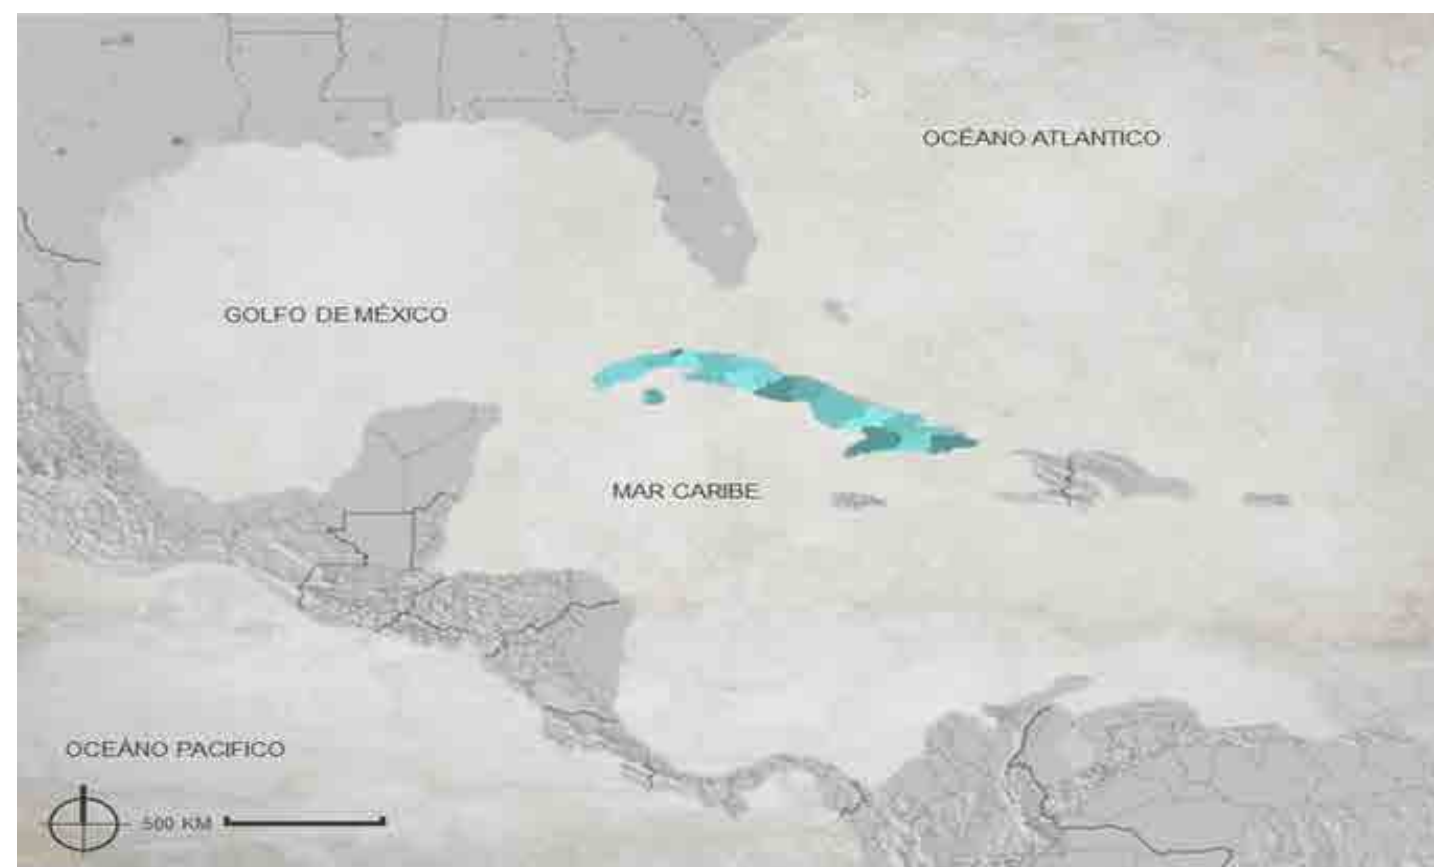 OCÉANO ATLANTICO
GOLFO DE MÉXICO
MAR CARIBE
OCEÁNO PACIFICO
500 KM